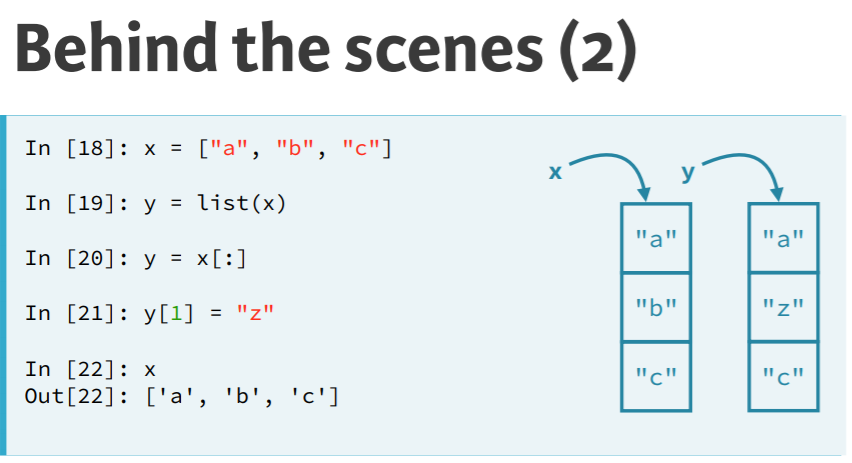 Behind the scenes (2)
In [18]: x = ["a", "b", "c"]
In [19]: y = list(x)
In [20]: y = x[:]
In [21]: y[1] = "z"
In [22]: x
Out[22]: ['a', 'b', 'c']
x y
"a" "a"
"b" "z"
"c" "c"